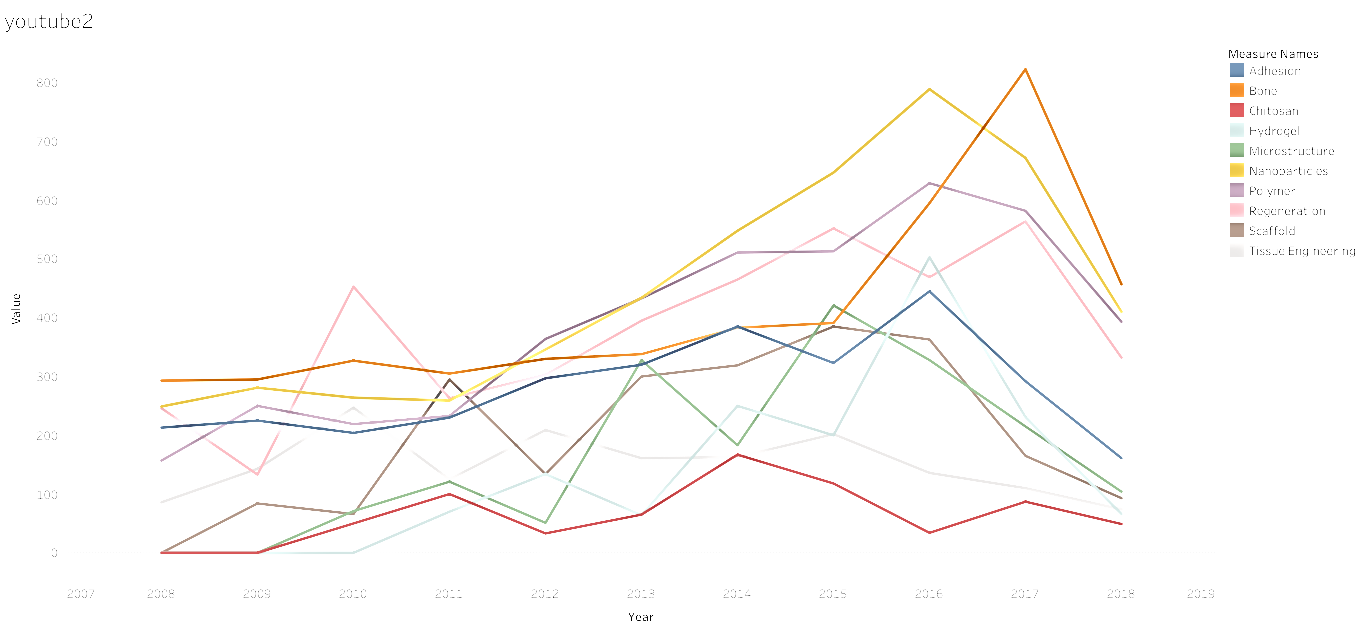 youtube2
Measure Names
Adhesion
Bone
Chitosan
Hydrogel
Microstructure
Nanoparticles
Polymer
Regeneration
Scaffold
Tissue Engineering
800
700
600
500
400
300
200
100
0
Value
2007 2008 2009 2010 2011 2012 2013 2014 2015 2016 2017 2018 2019
Year